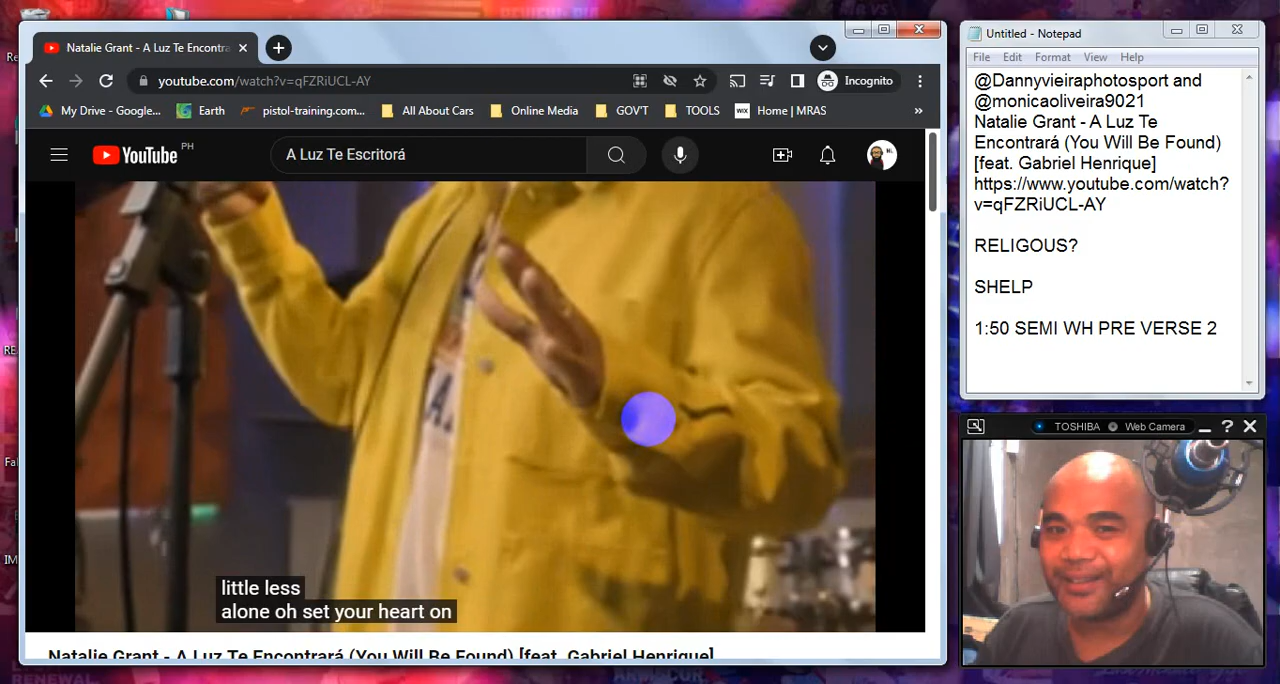 Natalie Grant - A Luz Te Encontra
youtube.com/watch?v=qFZRiUCL-AY
Incognito
My Drive - Google...
Earth
pistol-training.com...
All About Cars
Online Media
GOV'T
TOOLS
WIX
Home | MRAS
»
YouTube PH
A Luz Te Escritorá
little less
alone oh set your heart on
Natalie Grant - A Luz Te Encontrará (You Will Be Found) [feat. Gabriel Henrique]
Untitled - Notepad
File Edit Format View Help
@Dannyvieiraphotosport and
@monicaoliveira9021
Natalie Grant - A Luz Te
Encontrará (You Will Be Found)
[feat. Gabriel Henrique]
https://www.youtube.com/watch?
v=qFZRiUCL-AY
RELIGOUS?
SHELP
1:50 SEMI WH PRE VERSE 2
TOSHIBA Web Camera
RENEWAL